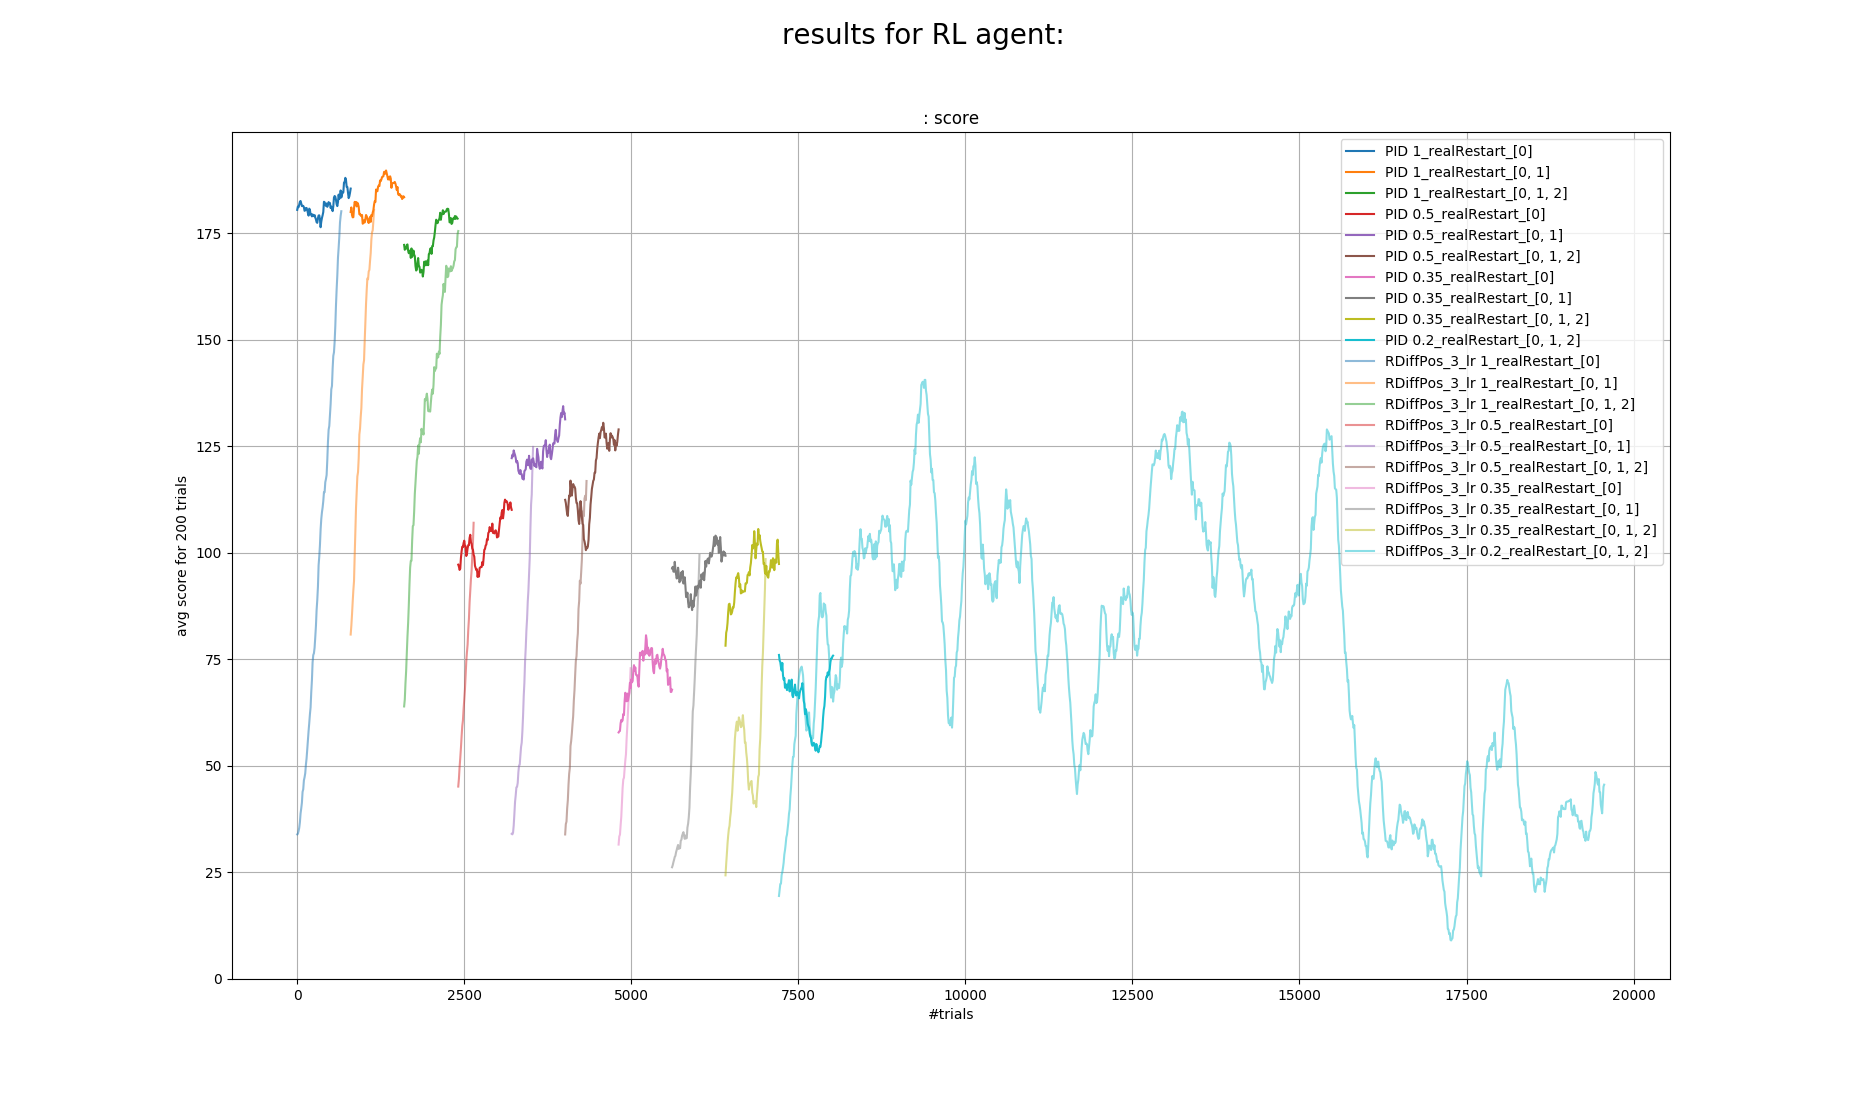 results for RL agent:
: score
avg score for 200 trials
175
150
125
100
75
50
25
0
0 2500 5000 7500 10000 12500 15000 17500 20000
#trials
PID 1_realRestart_[0]
PID 1_realRestart_[0, 1]
PID 1_realRestart_[0, 1, 2]
PID 0.5_realRestart_[0]
PID 0.5_realRestart_[0, 1]
PID 0.5_realRestart_[0, 1, 2]
PID 0.35_realRestart_[0]
PID 0.35_realRestart_[0, 1]
PID 0.35_realRestart_[0, 1, 2]
PID 0.2_realRestart_[0, 1, 2]
RDiffPos_3_lr 1_realRestart_[0]
RDiffPos_3_lr 1_realRestart_[0, 1]
RDiffPos_3_lr 1_realRestart_[0, 1, 2]
RDiffPos_3_lr 0.5_realRestart_[0]
RDiffPos_3_lr 0.5_realRestart_[0, 1]
RDiffPos_3_lr 0.5_realRestart_[0, 1, 2]
RDiffPos_3_lr 0.35_realRestart_[0]
RDiffPos_3_lr 0.35_realRestart_[0, 1]
RDiffPos_3_lr 0.35_realRestart_[0, 1, 2]
RDiffPos_3_lr 0.2_realRestart_[0, 1, 2]